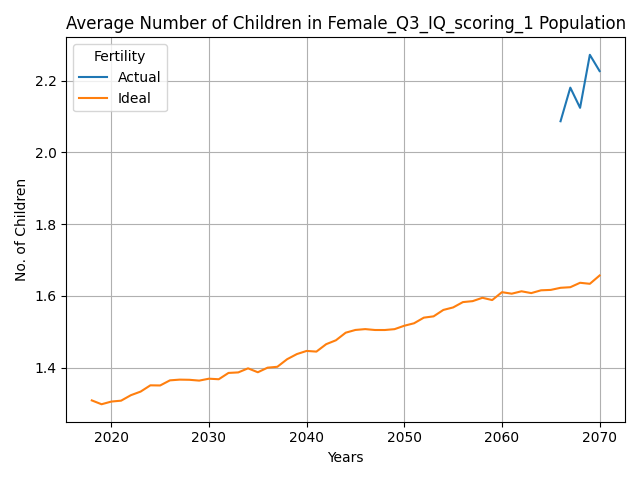 Average Number of Children in Female_Q3_IQ_scoring_1 Population
Fertility
Actual
Ideal
No. of Children
2.2
2.0
1.8
1.6
1.4
2020 2030 2040 2050 2060 2070
Years